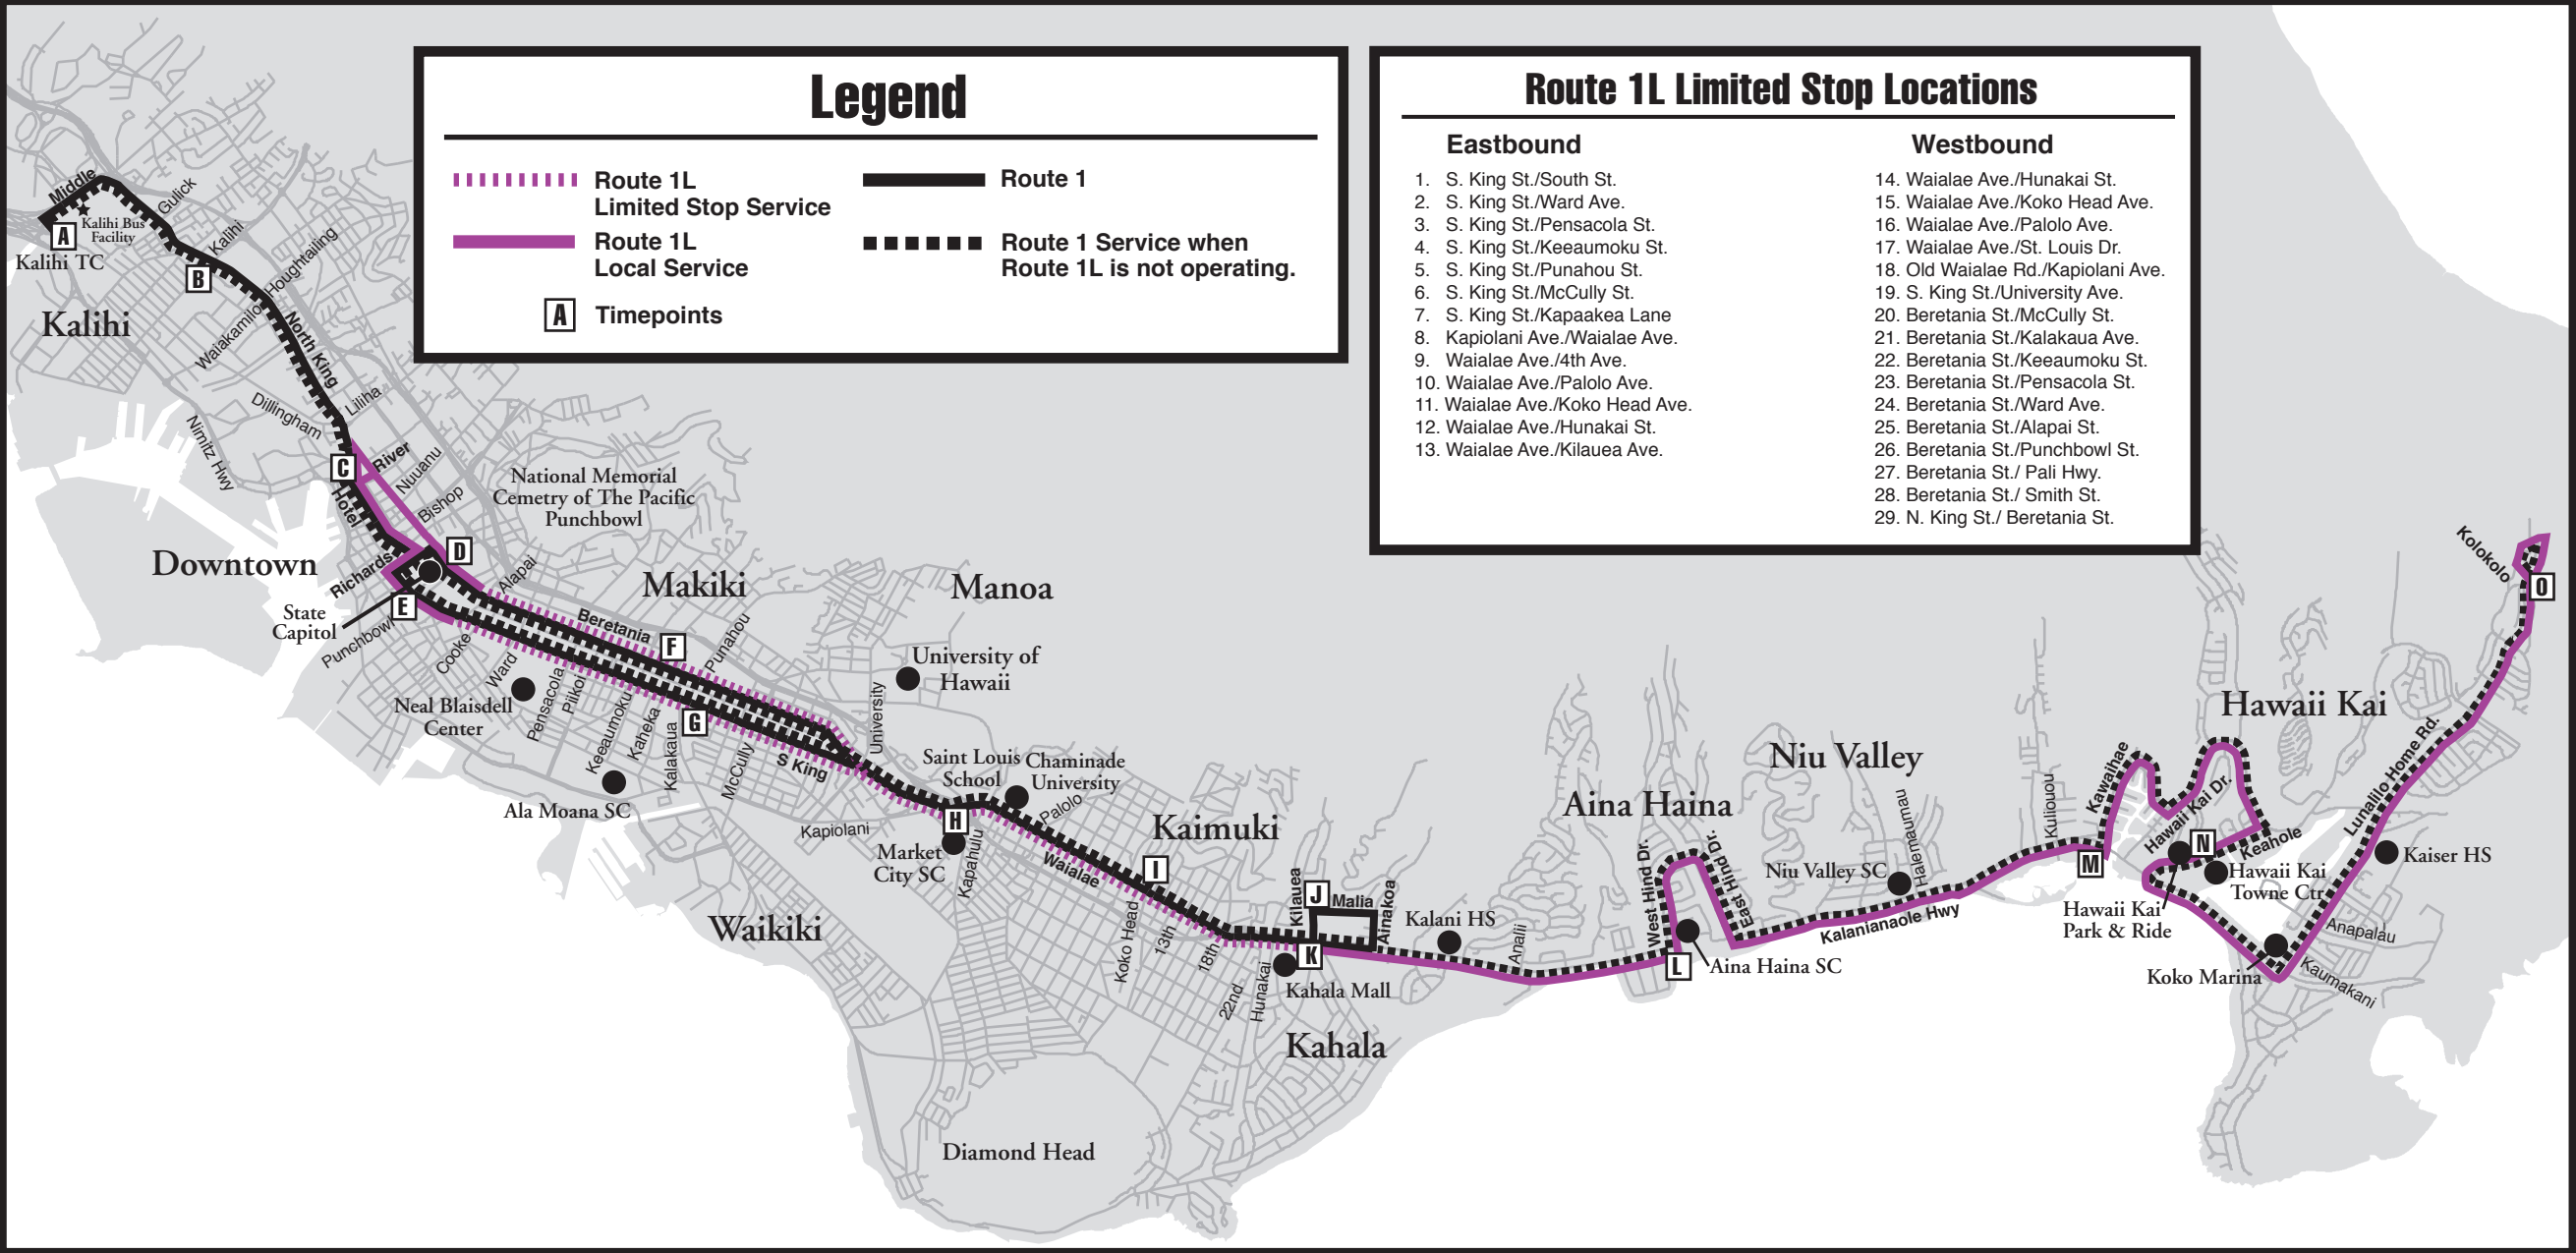 Legend
Route 1L
Limited Stop Service
Route 1
Route 1L
Local Service
Route 1 Service when
Route 1L is not operating.
A
Timepoints
Route 1L Limited Stop Locations
Eastbound
1. S. King St./South St.
2. S. King St./Ward Ave.
3. S. King St./Pensacola St.
4. S. King St./Keeaumoku St.
5. S. King St./Punahou St.
6. S. King St./McCully St.
7. S. King St./Kapaakea Lane
8. Kapiolani Ave./Waialae Ave.
9. Waialae Ave./4th Ave.
10. Waialae Ave./Palolo Ave.
11. Waialae Ave./Koko Head Ave.
12. Waialae Ave./Hunakai St.
13. Waialae Ave./Kilauea Ave.
Westbound
14. Waialae Ave./Hunakai St.
15. Waialae Ave./Koko Head Ave.
16. Waialae Ave./Palolo Ave.
17. Waialae Ave./St. Louis Dr.
18. Old Waialae Rd./Kapiolani Ave.
19. S. King St./University Ave.
20. Beretania St./McCully St.
21. Beretania St./Kalakaua Ave.
22. Beretania St./Keeaumoku St.
23. Beretania St./Pensacola St.
24. Beretania St./Ward Ave.
25. Beretania St./Alapai St.
26. Beretania St./Punchbowl St.
27. Beretania St./ Pali Hwy.
28. Beretania St./ Smith St.
29. N. King St./ Beretania St.
Middle
A
Kalihi Bus
Facility
Kalihi TC
Gulick
Kalihi
B
Houghtailing
Kalihi
Waiakamilo
North King
Dillingham
Liliha
Nimitz Hwy
C
River
Nuuanu
Hotel
Bishop
National Memorial
Cemetry of The Pacific
Punchbowl
Downtown
Richards
D
Alapai
State
Capitol
E
Punchbowl
Cooke
Ward
Makiki
Beretania
F
Punahou
Manoa
University of
Hawaii
University
Neal Blaisdell
Center
Pensacola
Piikoi
Keeaumoku
Kaheka
Kalakaua
G
McCully
S King
Ala Moana SC
Kapiolani
Saint Louis
School
Chaminade
University
Palolo
H
Market
City SC
Kapahulu
Waikiki
Waialae
Kaimuki
I
Koko Head
13th
18th
22nd
Hunakai
Kilauea
J
Malia
Ainakoa
K
Kahala Mall
Kahala
Diamond Head
Kalani HS
Analii
Aina Haina
West Hind Dr.
East Hind Dr.
L
Aina Haina SC
Niu Valley
Niu Valley SC
Halemaumau
Kalanianaole Hwy
Kuliouou
M
Kawaihae
Hawaii Kai Dr.
N
Keahole
Hawaii Kai
Park & Ride
Hawaii Kai
Towne Ctr
Koko Marina
Hawaii Kai
Lunalilo Home Rd.
Kaiser HS
Anapalau
Kaumakani
Kolokolo
O